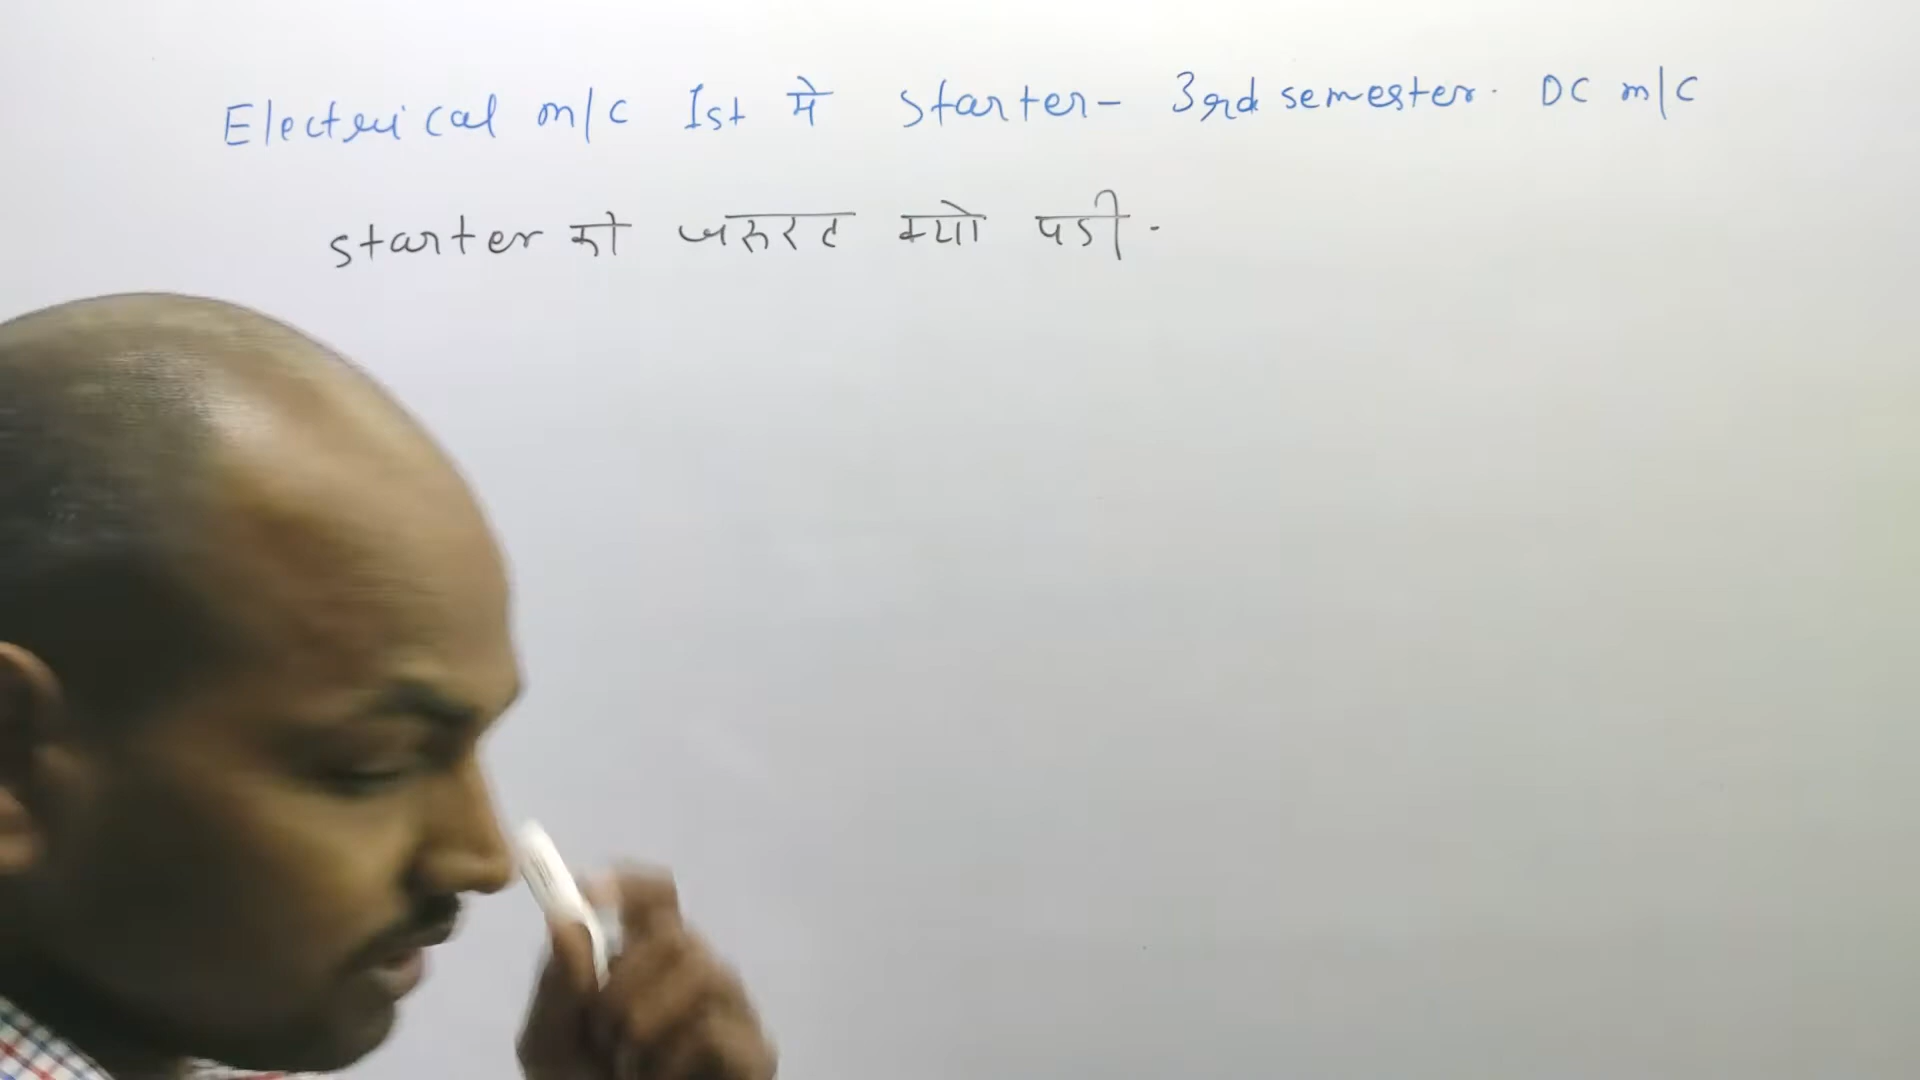 Electrical m/c Ist मे starter- 3rd semester. DC m/c
starter की जरुरत क्यो पडी.